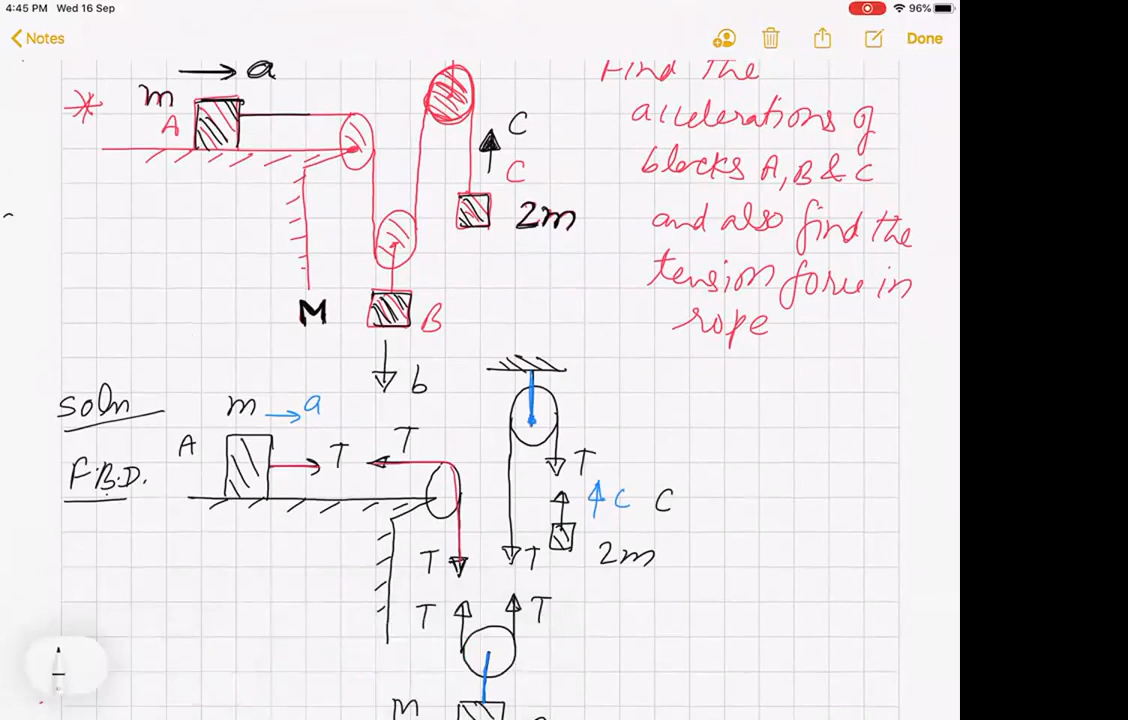 4:45 PM Wed 16 Sep
96%
Notes
Done
Find the
accelerations of
blocks A, B & C
and also find the
tension force in
rope
* m → a
A
C
C
2m
M
B
b
Soln
m → a
A
T
T
F.B.D.
T
C
C
T
T
2m
T
T
M